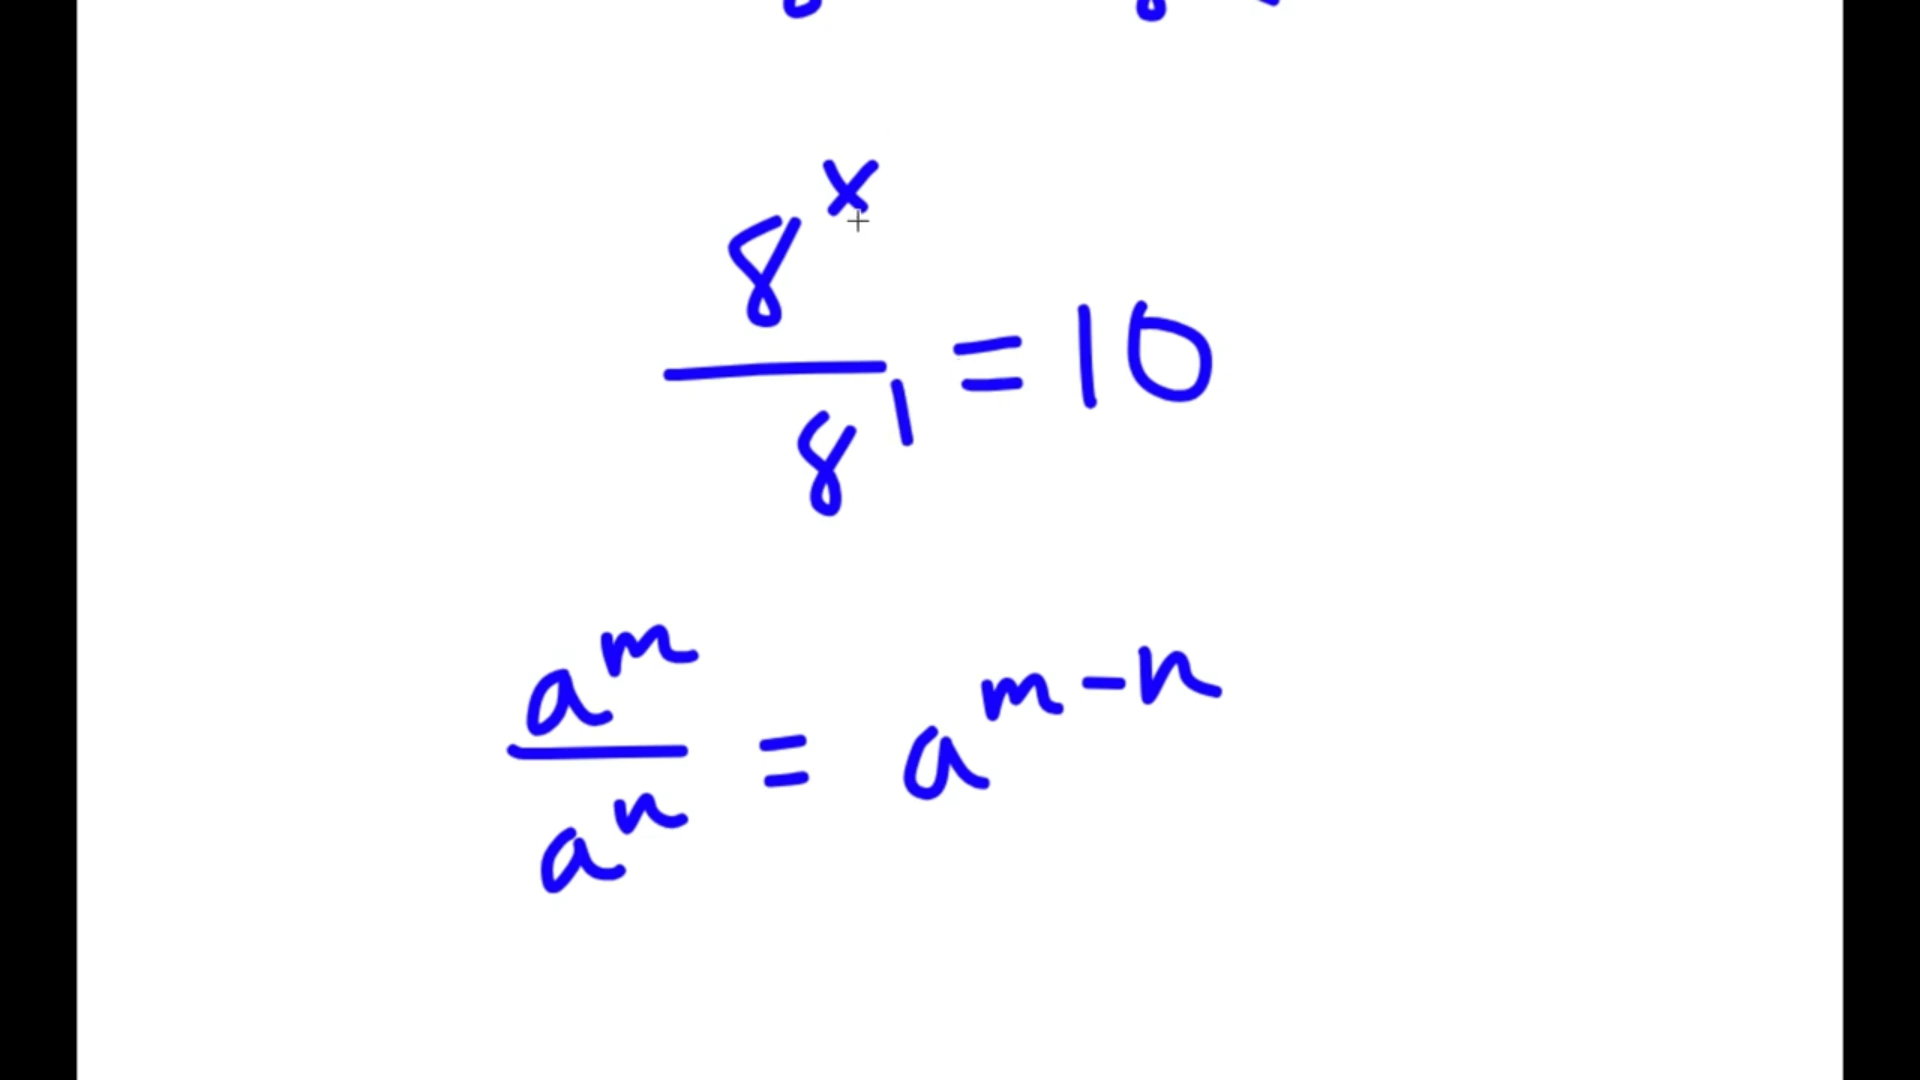 8^x / 8^1 = 10
a^m / a^n = a^{m-n}